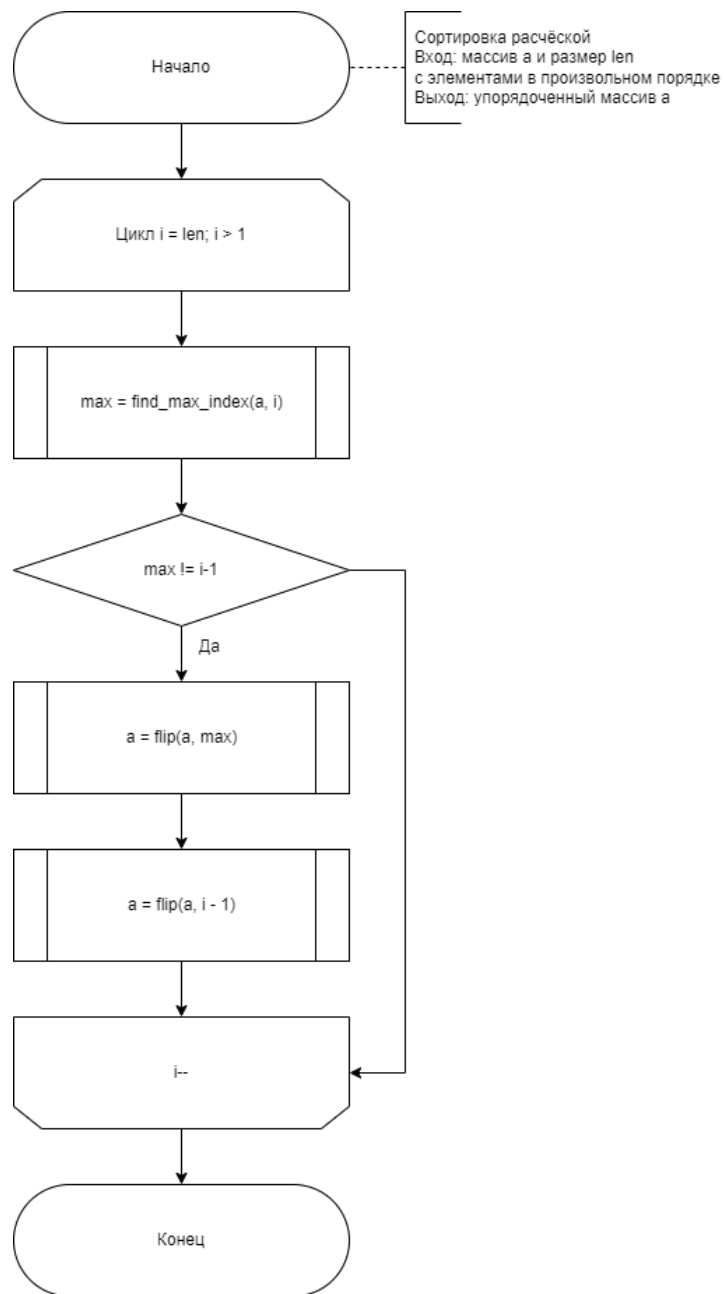 Начало
Сортировка расчёской
Вход: массив a и размер len
с элементами в произвольном порядке
Выход: упорядоченный массив a
Цикл i = len; i > 1
max = find_max_index(a, i)
max != i-1
Да
a = flip(a, max)
a = flip(a, i - 1)
i--
Конец